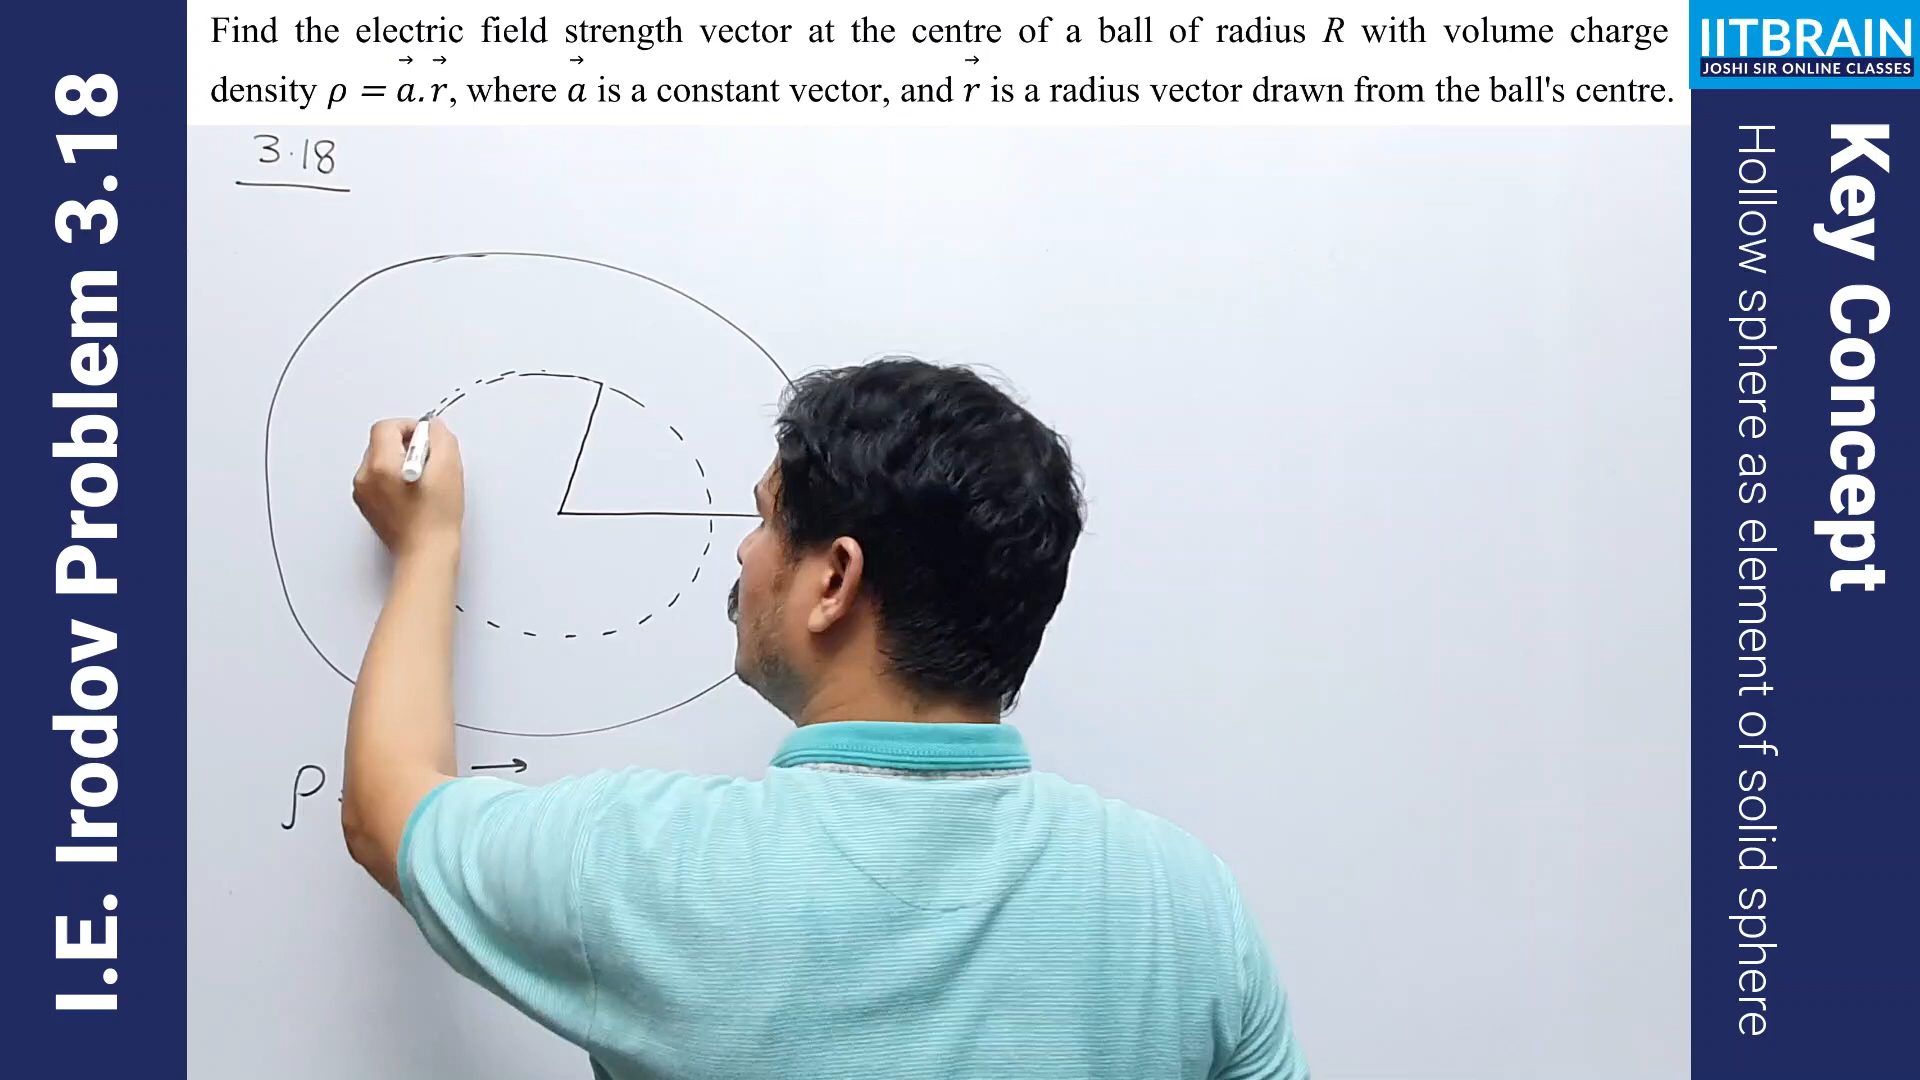 I.E. Irodov Problem 3.18
Find the electric field strength vector at the centre of a ball of radius R with volume charge
density ρ = a⃗.r⃗, where a⃗ is a constant vector, and r⃗ is a radius vector drawn from the ball's centre.
IITBRAIN
JOSHI SIR ONLINE CLASSES
Key Concept
Hollow sphere as element of solid sphere
3.18
ρ